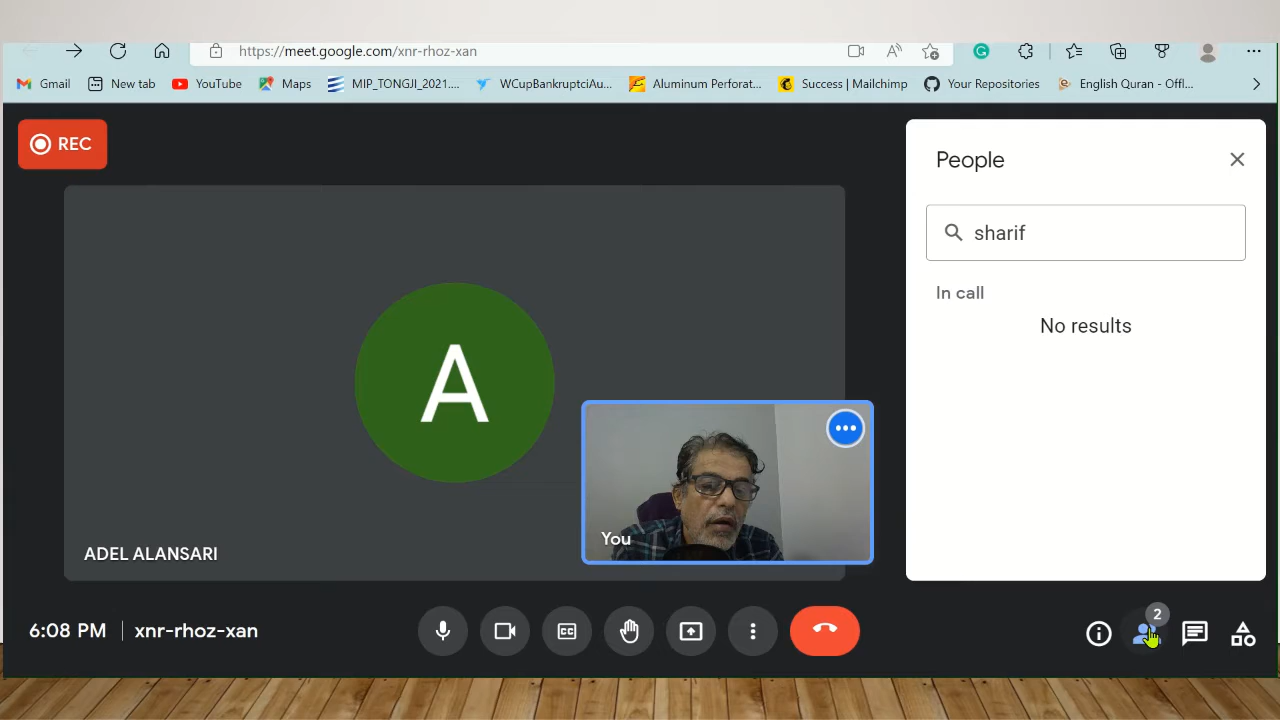 https://meet.google.com/xnr-rhoz-xan
Gmail New tab YouTube Maps MIP_TONGJI_2021.... WCupBankruptciAu... Aluminum Perforat... Success | Mailchimp Your Repositories English Quran - Offl...
REC
People
sharif
In call
No results
A
You
ADEL ALANSARI
6:08 PM xnr-rhoz-xan
2